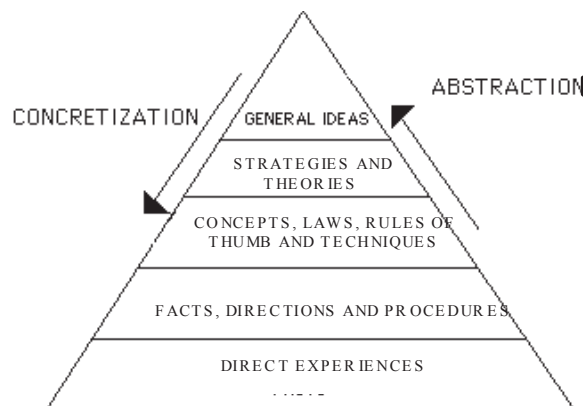 ABSTRACTION
CONCRETIZATION
GENERAL IDEAS
STRATEGIES AND
THEORIES
CONCEPTS, LAWS, RULES OF
THUMB AND TECHNIQUES
FACTS, DIRECTIONS AND PROCEDURES
DIRECT EXPERIENCES